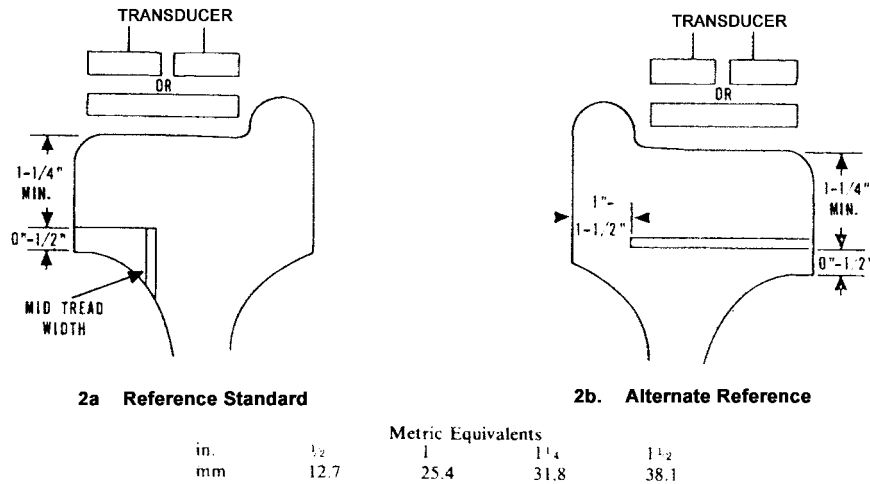 TRANSDUCER
OR
1-1/4"
MIN.
0"-1/2"
MID TREAD
WIDTH
2a Reference Standard
TRANSDUCER
OR
1"-
1-1/2"
1-1/4"
MIN.
0"-1/2"
2b. Alternate Reference
Metric Equivalents
in. 1/2 1 1 1/4 1 1/2
mm 12.7 25.4 31.8 38.1